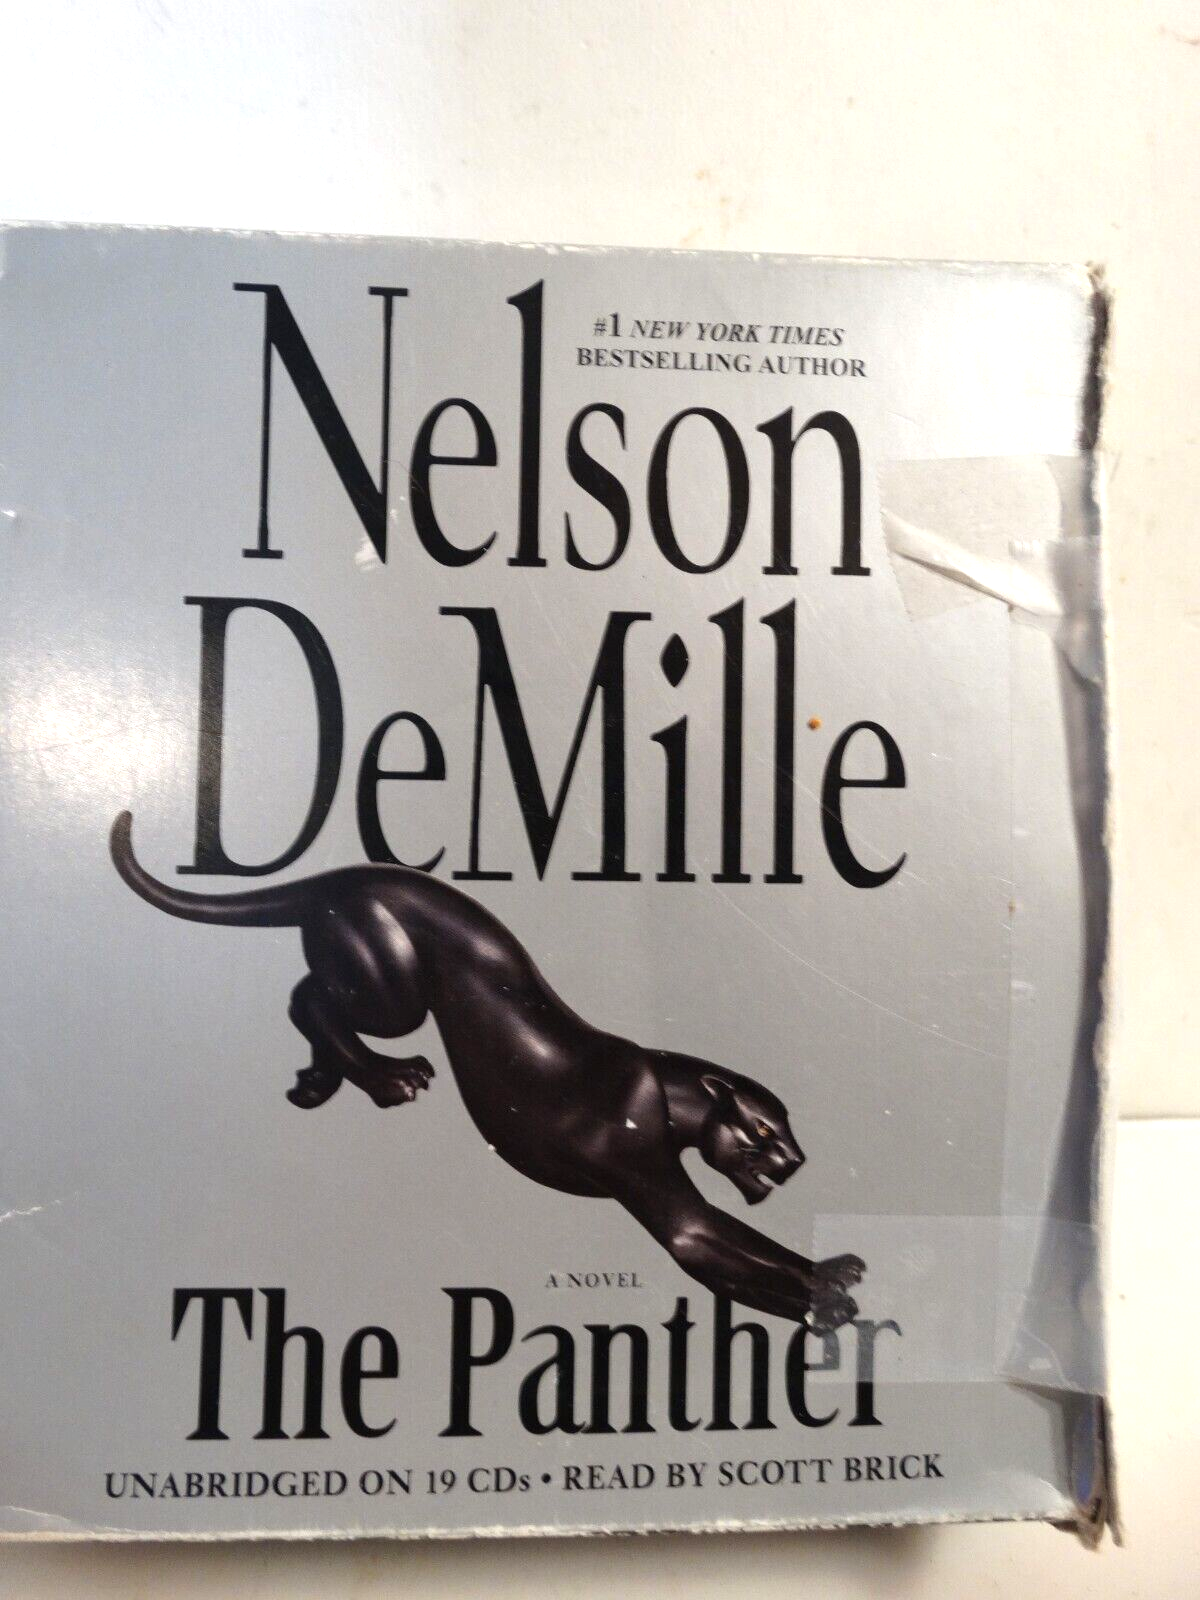 #1 NEW YORK TIMES
BESTSELLING AUTHOR
Nelson
DeMille
A NOVEL
The Panther
UNABRIDGED ON 19 CDs • READ BY SCOTT BRICK